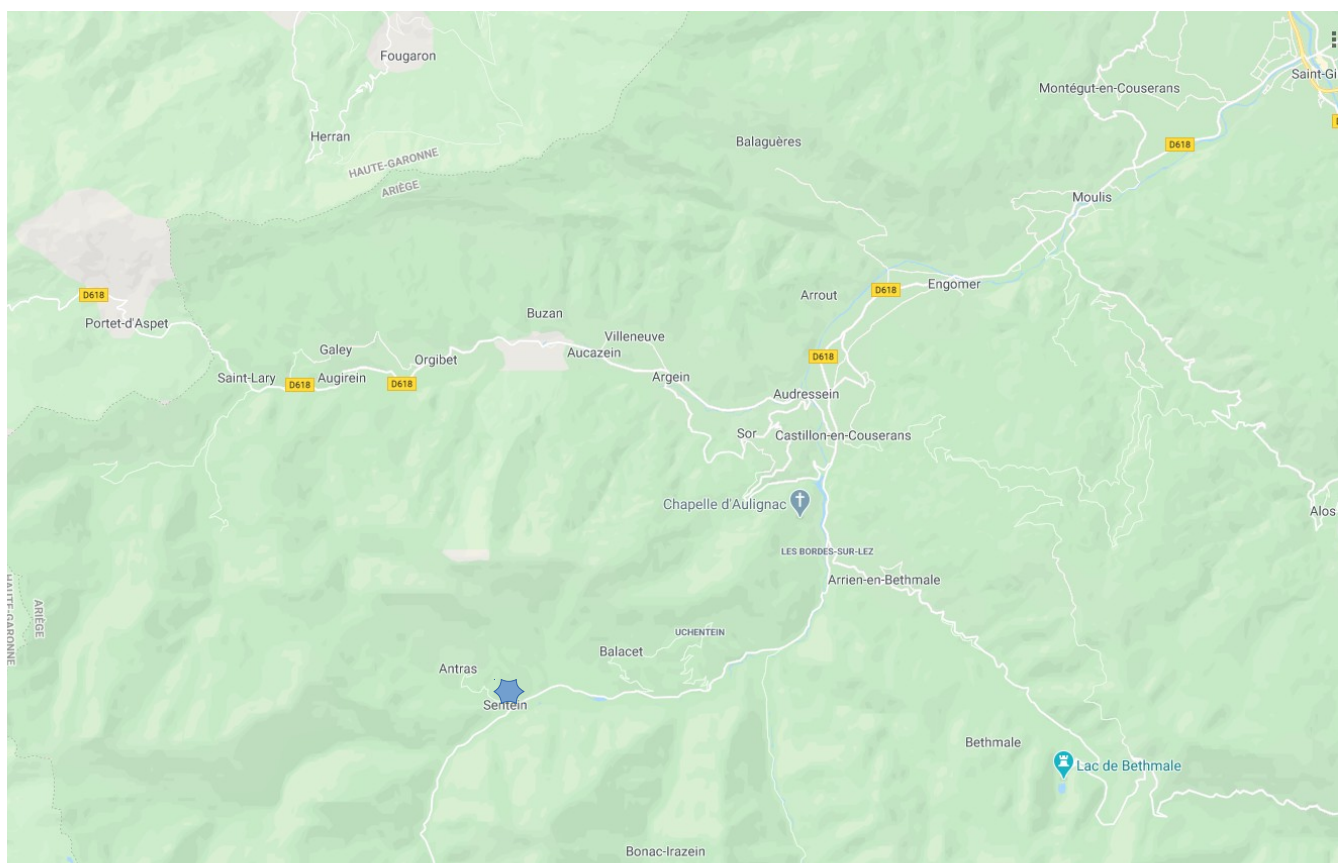 Fougaron
Saint-Gi
Montégut-en-Couserans
D
Herran
Balaguères
D618
HAUTE-GARONNE
ARIÈGE
Moulis
Engomer
D618
Arrout
D618
Portet-d'Aspet
Buzan
Villeneuve
Galey
Aucazein
D618
Orgibet
Saint-Lary
D618
Augirein
D618
Argein
Audressein
Sor
Castillon-en-Couserans
Chapelle d'Aulignac
Alos
LES BORDES-SUR-LEZ
Arrien-en-Bethmale
HAUTE-GARONNE
ARIÈGE
UCHENTEIN
Balacet
Antras
Sentein
Bethmale
Lac de Bethmale
Bonac-Irazein